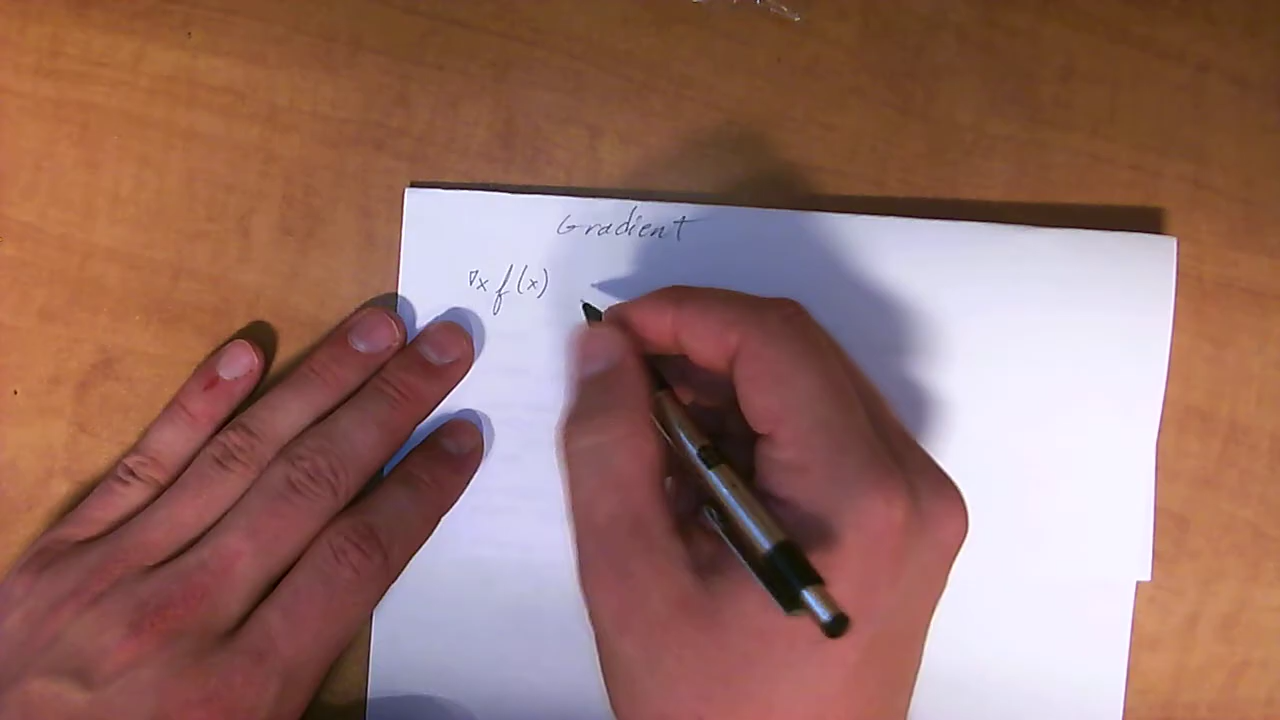 Gradient
∇x f(x)